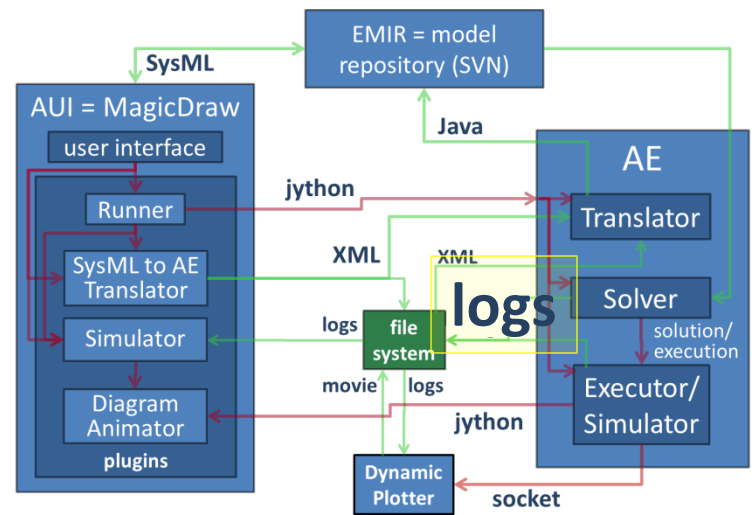 EMIR = model
repository (SVN)
SysML
AUI = MagicDraw
user interface
Runner
jython
SysML to AE
Translator
XML
Simulator
Diagram
Animator
plugins
Java
AE
Translator
XML
logs
Solver
solution/
execution
logs
file
system
movie
logs
Executor/
Simulator
jython
Dynamic
Plotter
socket